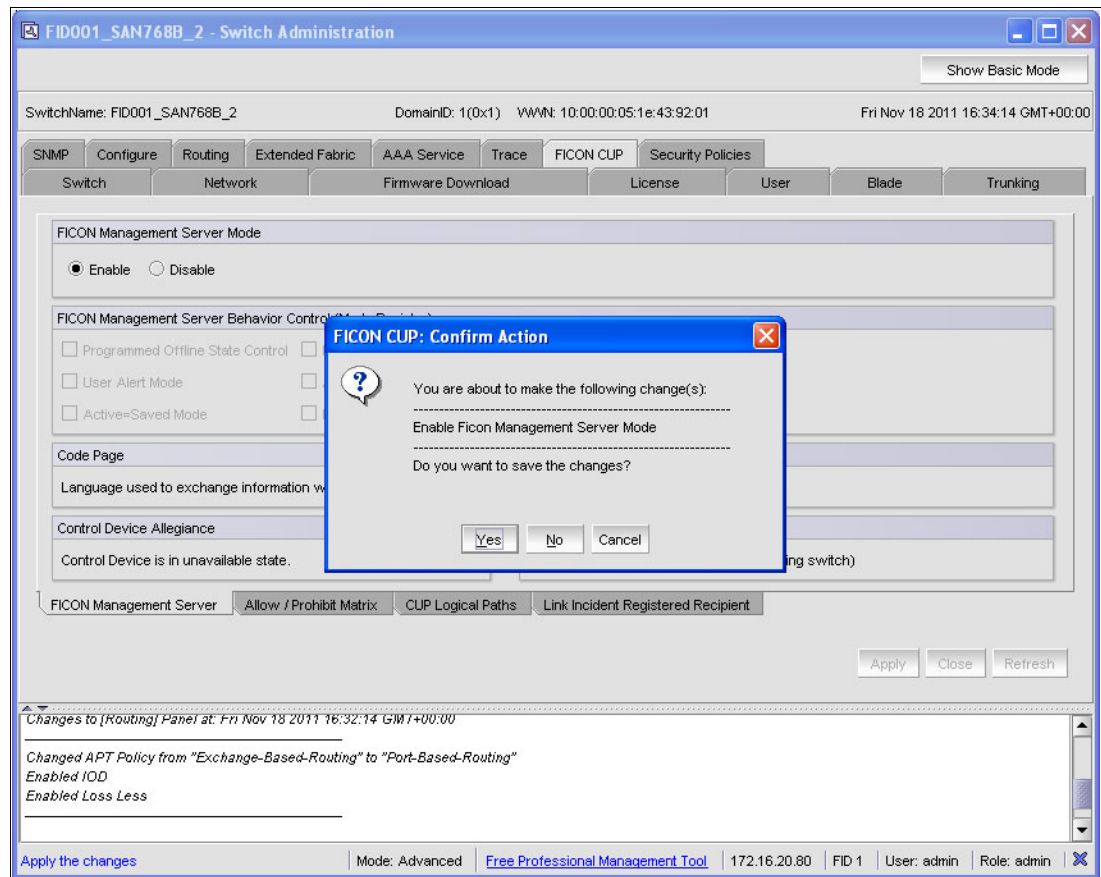 FID001_SAN768B_2 - Switch Administration
Show Basic Mode
SwitchName: FID001_SAN768B_2 DomainID: 1(0x1) WWN: 10:00:00:05:1e:43:92:01 Fri Nov 18 2011 16:34:14 GMT+00:00
SNMP Configure Routing Extended Fabric AAA Service Trace FICON CUP Security Policies
Switch Network Firmware Download License User Blade Trunking
FICON Management Server Mode
Enable Disable
FICON Management Server Behavior Control
Programmed Offline State Control
User Alert Mode
Active=Saved Mode
FICON CUP: Confirm Action
You are about to make the following change(s):
Enable Ficon Management Server Mode
Do you want to save the changes?
Yes No Cancel
Code Page
Language used to exchange information
Control Device Allegiance
Control Device is in unavailable state. ing switch)
FICON Management Server Allow / Prohibit Matrix CUP Logical Paths Link Incident Registered Recipient
Apply Close Refresh
Changes to [Routing] Panel at: Fri Nov 18 2011 16:32:14 GMT+00:00
Changed APT Policy from "Exchange-Based-Routing" to "Port-Based-Routing"
Enabled IOD
Enabled Loss Less
Apply the changes Mode: Advanced Free Professional Management Tool 172.16.20.80 FID 1 User: admin Role: admin